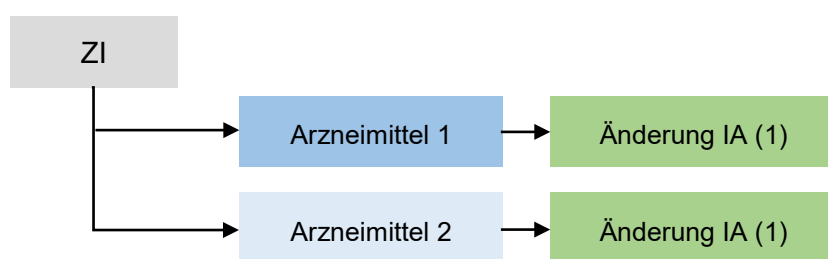 ZI
Arzneimittel 1
Änderung IA (1)
Arzneimittel 2
Änderung IA (1)